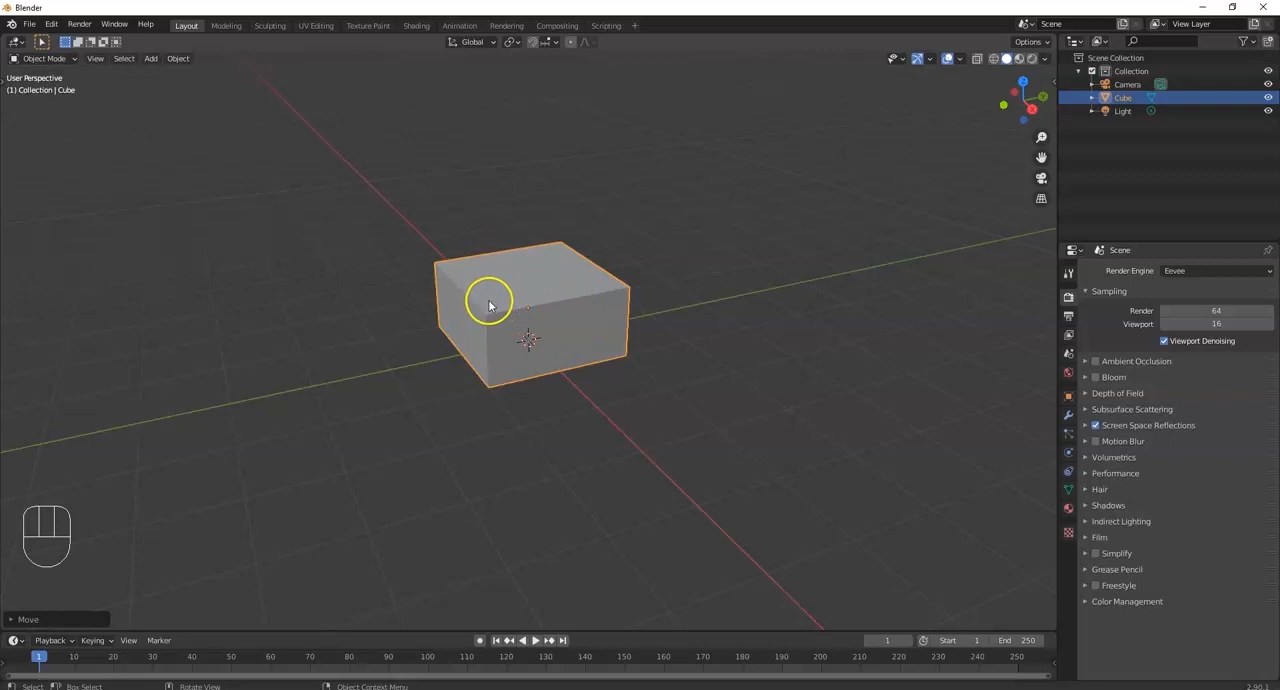 Blender
File Edit Render Window Help Layout Modeling Sculpting UV Editing Texture Paint Shading Animation Rendering Compositing Scripting + Scene View Layer
Global Options
Object Mode View Select Add Object
User Perspective
(1) Collection | Cube
Scene Collection
Collection
Camera
Cube
Light
Scene
Render Engine Eevee
Sampling
Render 64
Viewport 16
Viewport Denoising
Ambient Occlusion
Bloom
Depth of Field
Subsurface Scattering
Screen Space Reflections
Motion Blur
Volumetrics
Performance
Hair
Shadows
Indirect Lighting
Film
Simplify
Grease Pencil
Freestyle
Color Management
Move
Playback Keying View Marker 1 Start 1 End 250
1 10 20 30 40 50 60 70 80 90 100 110 120 130 140 150 160 170 180 190 200 210 220 230 240 250
Select Box Select Rotate View Object Context Menu 2.90.1